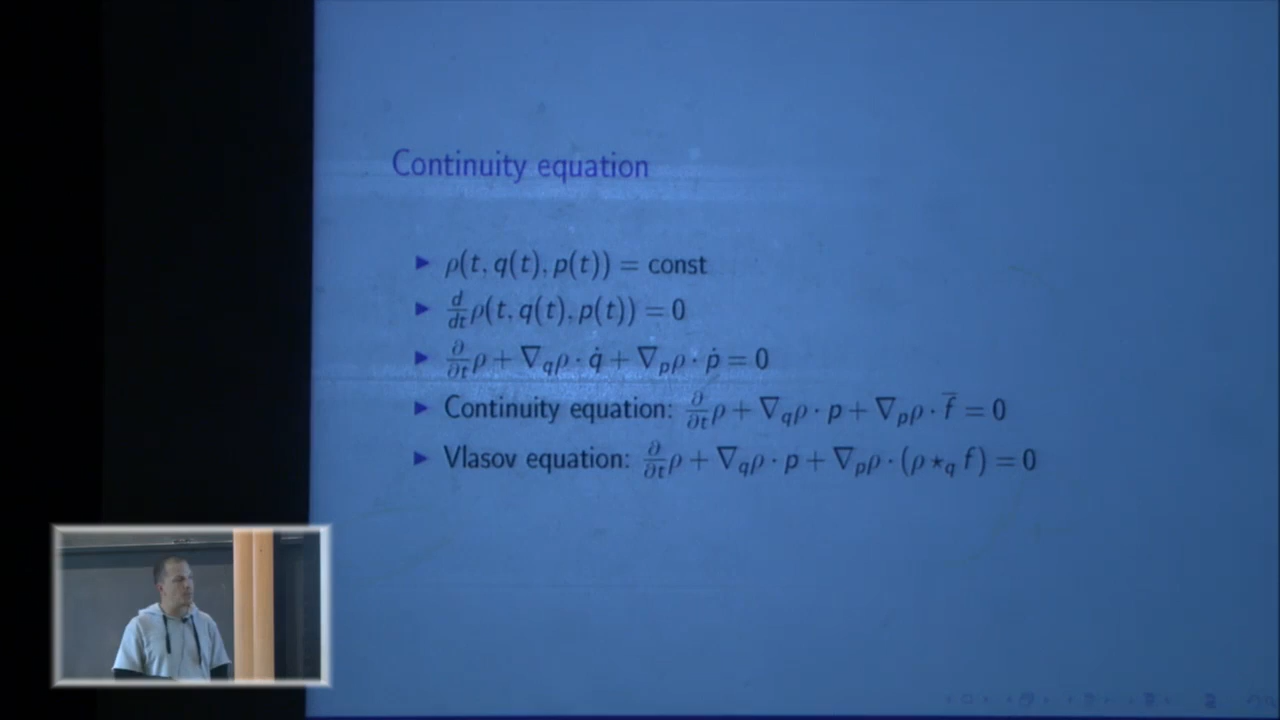 Continuity equation
▶ ρ(t, q(t), p(t)) = const
▶ d/dt ρ(t, q(t), p(t)) = 0
▶ ∂/∂t ρ + ∇_q ρ · q̇ + ∇_p ρ · ṗ = 0
▶ Continuity equation: ∂/∂t ρ + ∇_q ρ · p + ∇_p ρ · f̄ = 0
▶ Vlasov equation: ∂/∂t ρ + ∇_q ρ · p + ∇_p ρ · (ρ ⋆_q f) = 0